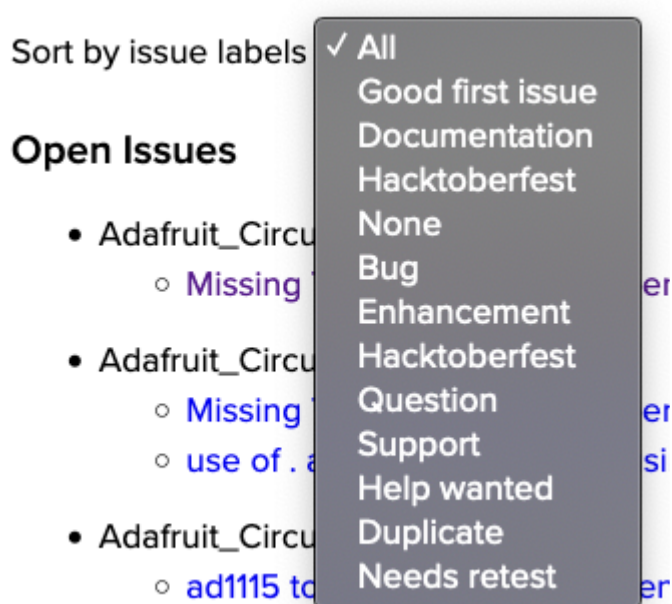 Sort by issue labels ✓ All
Good first issue
Documentation
Hacktoberfest
None
Bug
Enhancement
Hacktoberfest
Question
Support
Help wanted
Duplicate
Needs retest
Open Issues
Adafruit_Circu
Missing
Adafruit_Circu
Missing
use of .
Adafruit_Circu
ad1115